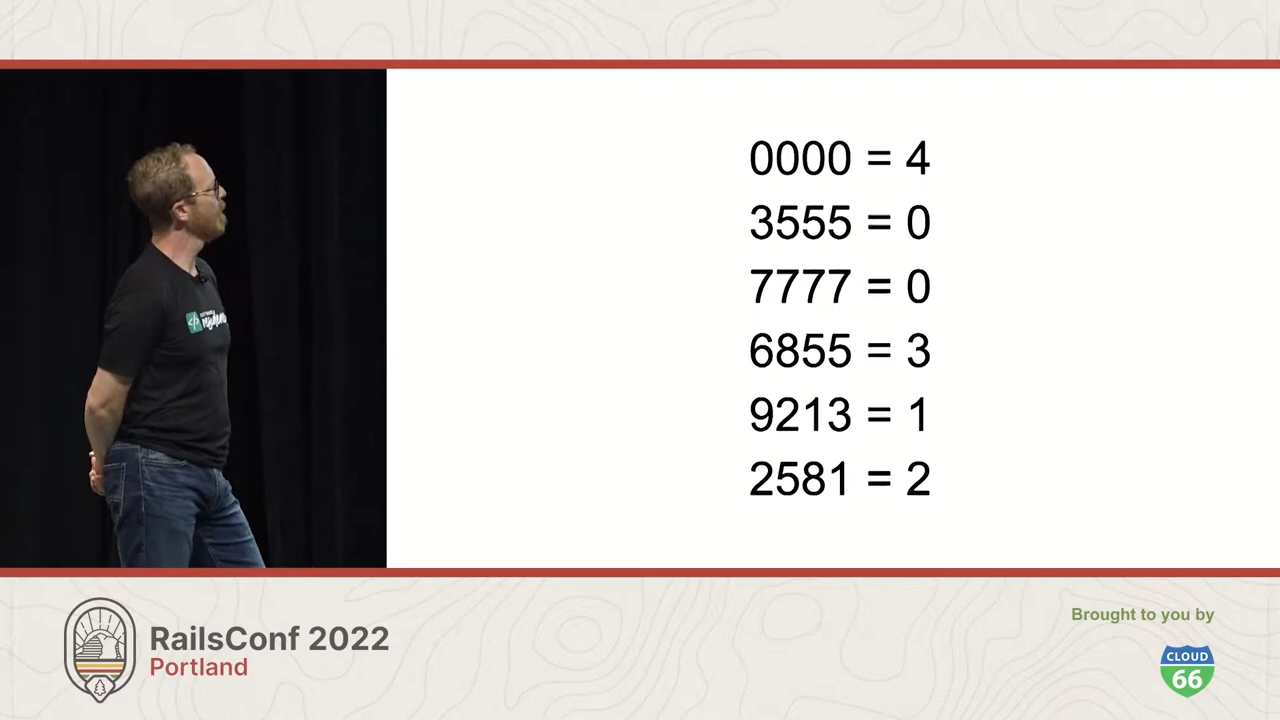 0000 = 4
3555 = 0
7777 = 0
6855 = 3
9213 = 1
2581 = 2
RailsConf 2022
Portland
Brought to you by
CLOUD
66